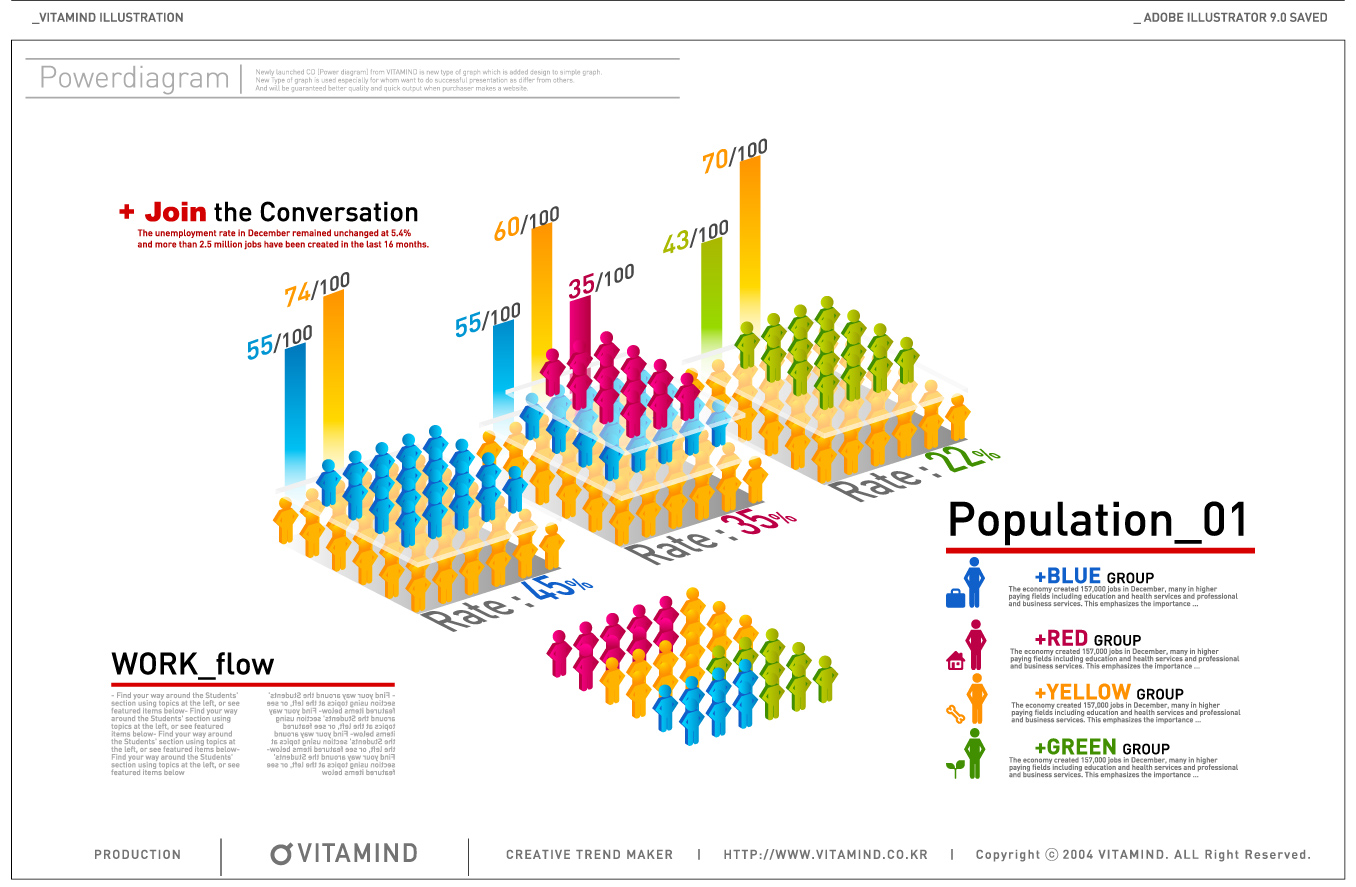 _VITAMIND ILLUSTRATION
_ ADOBE ILLUSTRATOR 9.0 SAVED
Powerdiagram
Newly launched CD (Power diagram) from VITAMIND is new type of graph which is added design to simple graph.
New Type of graph is used especially for whom want to do successful presentation as differ from others.
And will be guaranteed better quality and quick output when purchaser makes a website.
+ Join the Conversation
The unemployment rate in December remained unchanged at 5.4%
and more than 2.5 million jobs have been created in the last 16 months.
55/100
74/100
55/100
60/100
35/100
43/100
70/100
Rate : 45%
Rate : 35%
Rate : 22%
Population_01
+BLUE GROUP
The economy created 157,000 jobs in December, many in higher
paying fields including education and health services and professional
and business services. This emphasizes the importance ...
+RED GROUP
The economy created 157,000 jobs in December, many in higher
paying fields including education and health services and professional
and business services. This emphasizes the importance ...
+YELLOW GROUP
The economy created 157,000 jobs in December, many in higher
paying fields including education and health services and professional
and business services. This emphasizes the importance ...
+GREEN GROUP
The economy created 157,000 jobs in December, many in higher
paying fields including education and health services and professional
and business services. This emphasizes the importance ...
WORK_flow
- Find your way around the Students'
section using topics at the left, or see
featured items below- Find your way
around the Students' section using
topics at the left, or see featured
items below- Find your way around
the Students' section using topics at
the left, or see featured items below-
Find your way around the Students'
section using topics at the left, or see
featured items below
- Find your way around the Students'
section using topics at the left, or see
featured items below- Find your way
around the Students' section using
topics at the left, or see featured
items below- Find your way around
the Students' section using topics at
the left, or see featured items below-
Find your way around the Students'
section using topics at the left, or see
featured items below
PRODUCTION
VITAMIND
CREATIVE TREND MAKER | HTTP://WWW.VITAMIND.CO.KR | Copyright ⓒ 2004 VITAMIND. ALL Right Reserved.